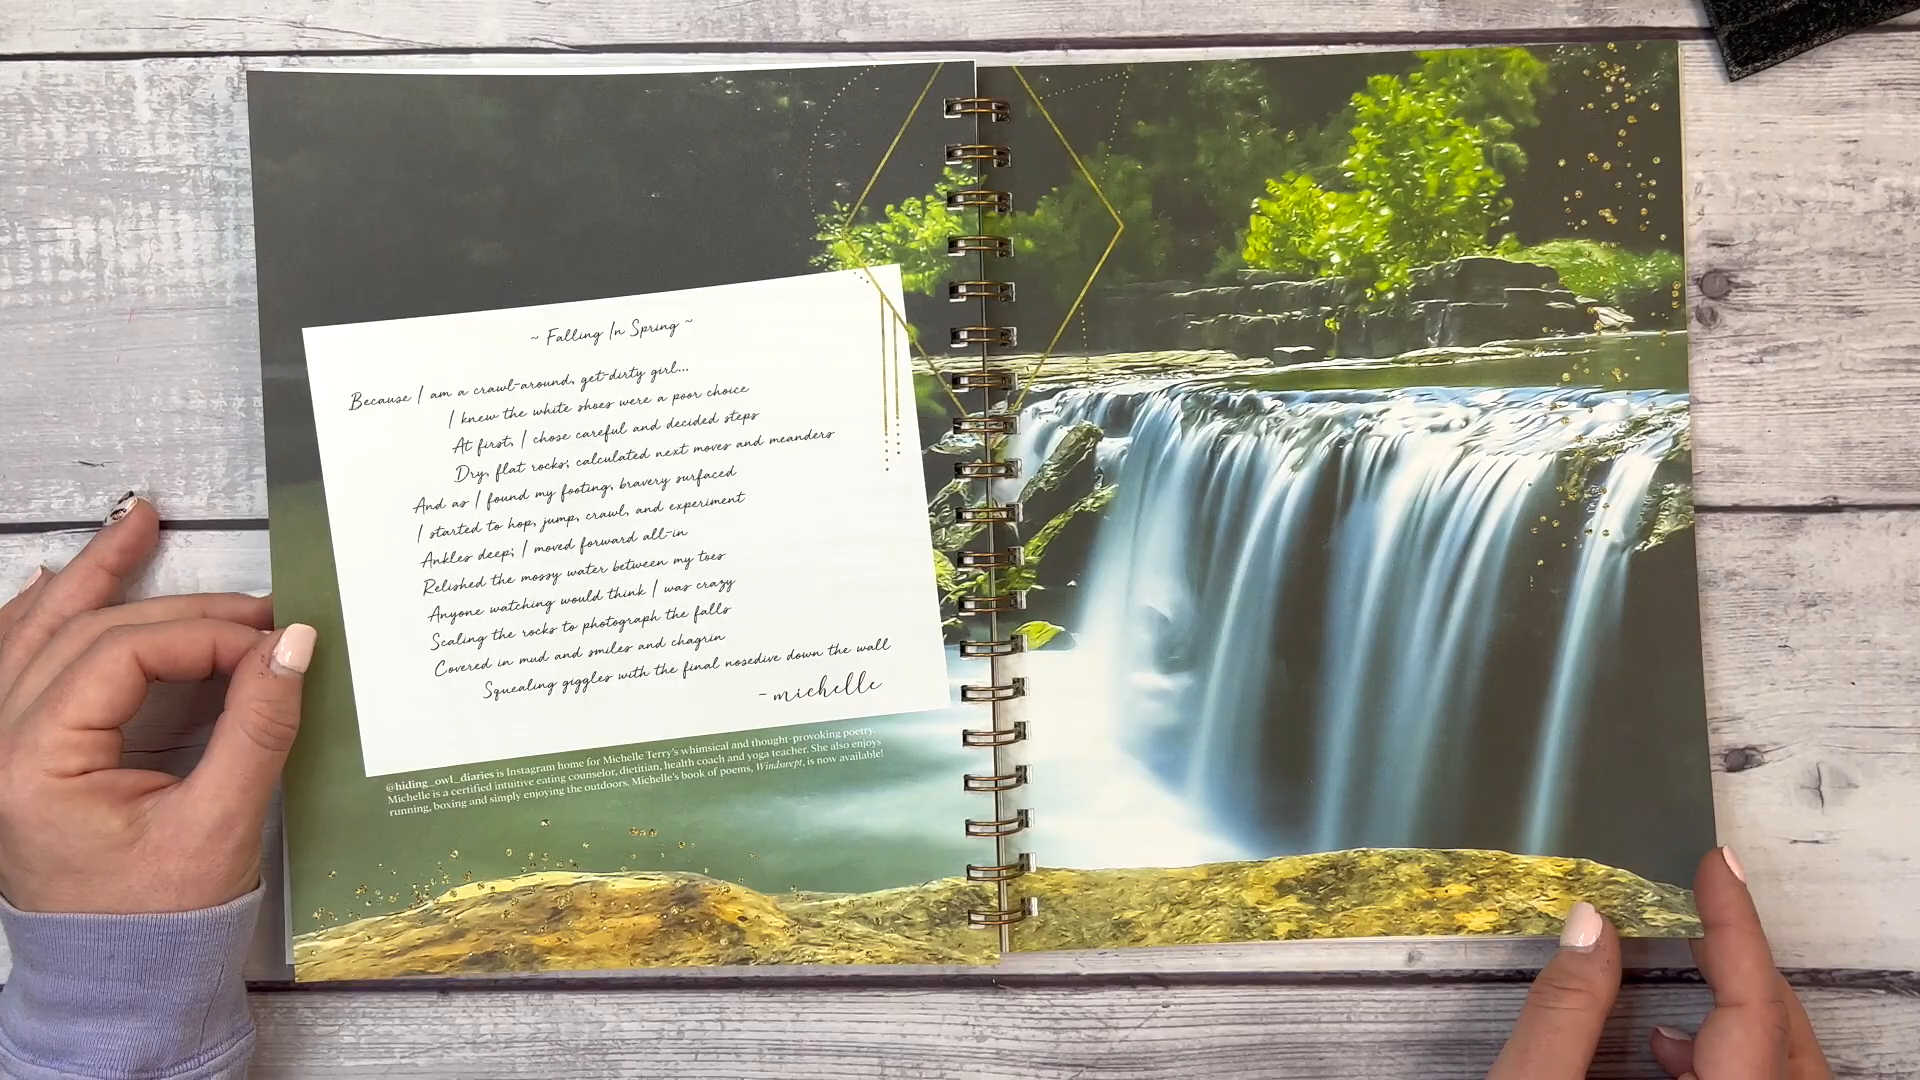 ~ Falling In Spring ~
Because I am a crawl-around, get-dirty girl...
I knew the white shoes were a poor choice
At first, I chose careful and decided steps
Dry, flat rocks; calculated next moves and meanders
And as I found my footing, bravery surfaced
I started to hop, jump, crawl, and experiment
Ankles deep; I moved forward all-in
Relished the mossy water between my toes
Anyone watching would think I was crazy
Scaling the rocks to photograph the falls
Covered in mud and smiles and chagrin
Squealing giggles with the final nosedive down the wall
- michelle
@hiding_owl_diaries is Instagram home for Michelle Terry's whimsical and thought-provoking poetry.
Michelle is a certified intuitive eating counselor, dietitian, health coach and yoga teacher. She also enjoys
running, boxing and simply enjoying the outdoors. Michelle's book of poems, Windswept, is now available!